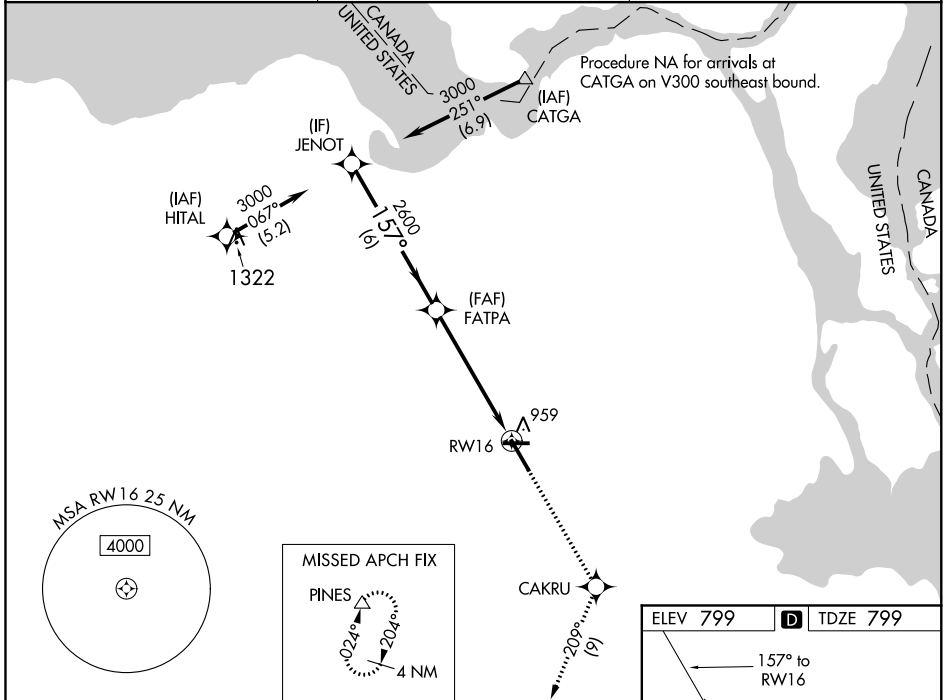 CANADA
UNITED STATES
3000
251°
(6.9)
(IAF)
CATGA
Procedure NA for arrivals at
CATGA on V300 southeast bound.
(IF)
JENOT
(IAF)
HITAL
3000
067°
(5.2)
1322
2600
157°
(6)
(FAF)
FATPA
CANADA
UNITED STATES
959
RW16
MSA RW16 25 NM
4000
MISSED APCH FIX
PINES
024°
204°
4 NM
CAKRU
209°
(9)
ELEV 799 D TDZE 799
157° to
RW16